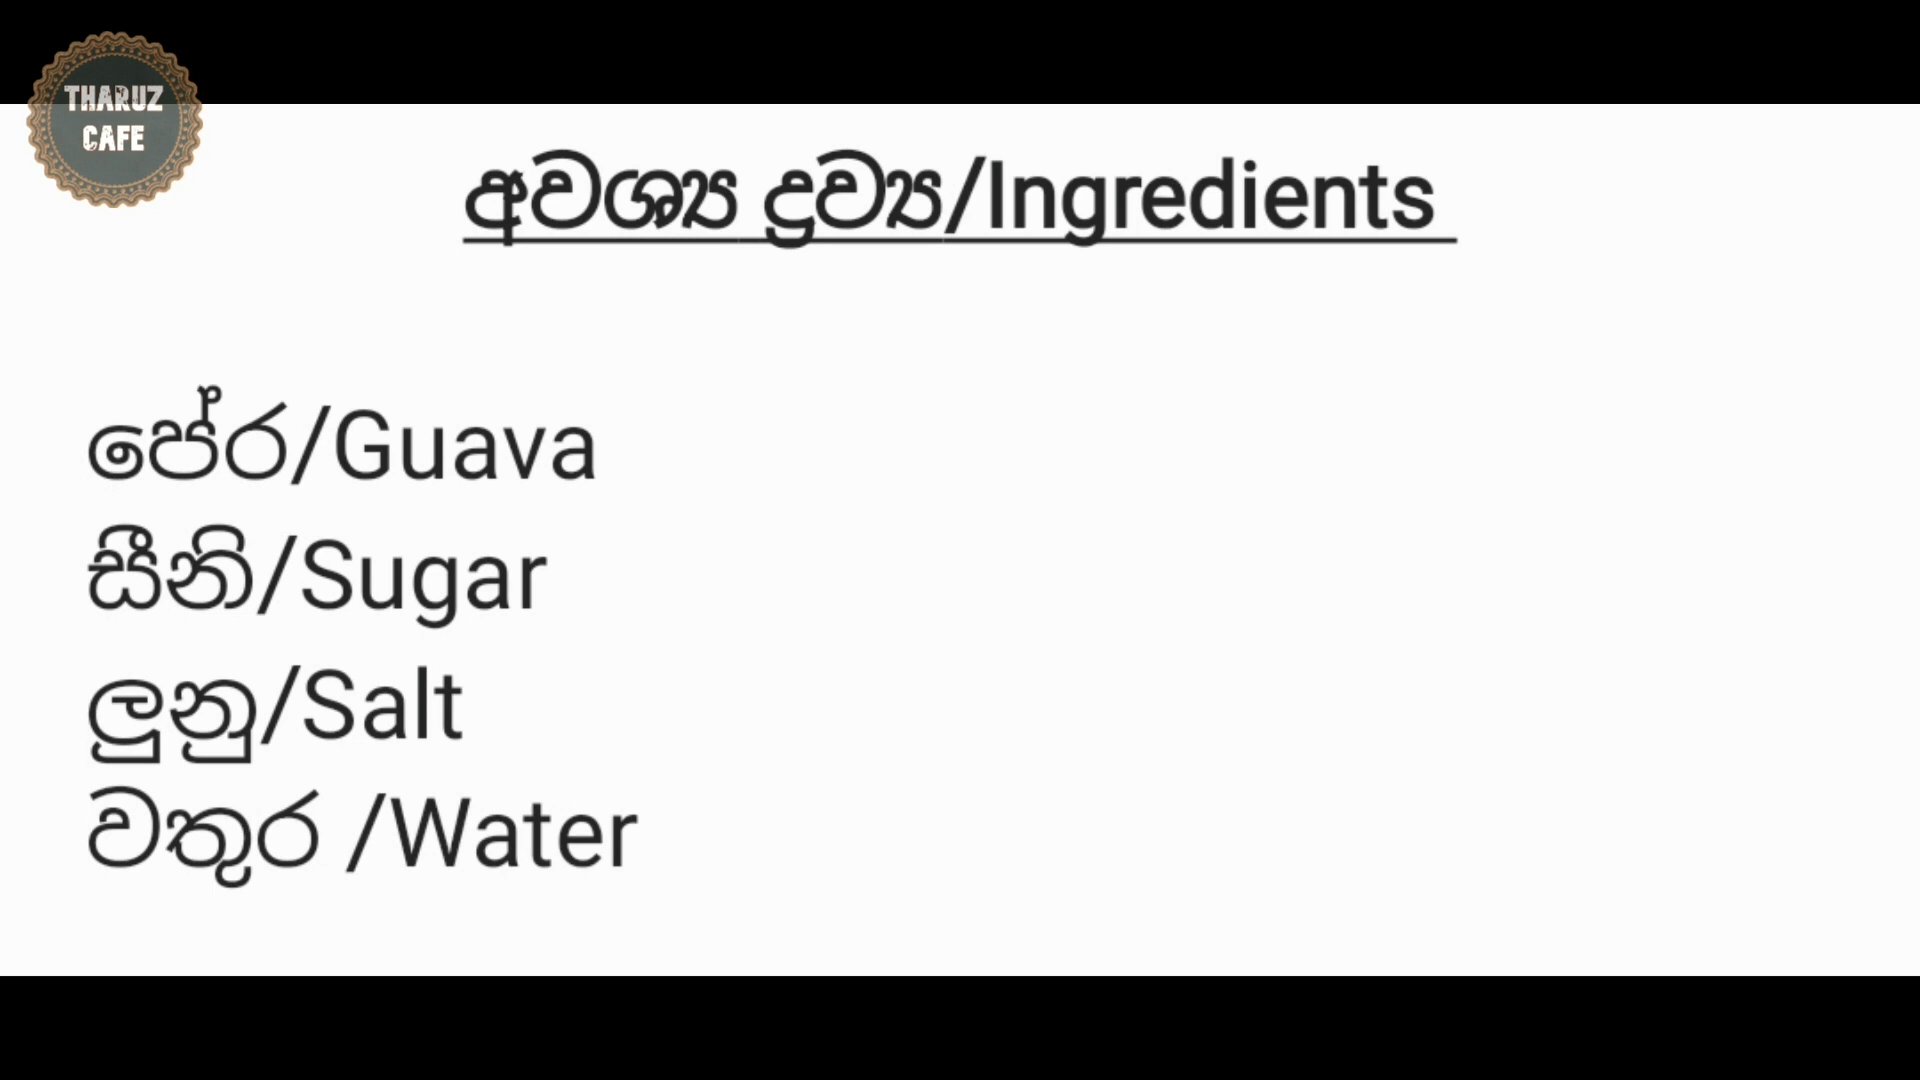 THARUZ
CAFE
අවශ්‍ය ද්‍රව්‍ය/Ingredients
පේර/Guava
සීනි/Sugar
ලුනු/Salt
වතුර /Water